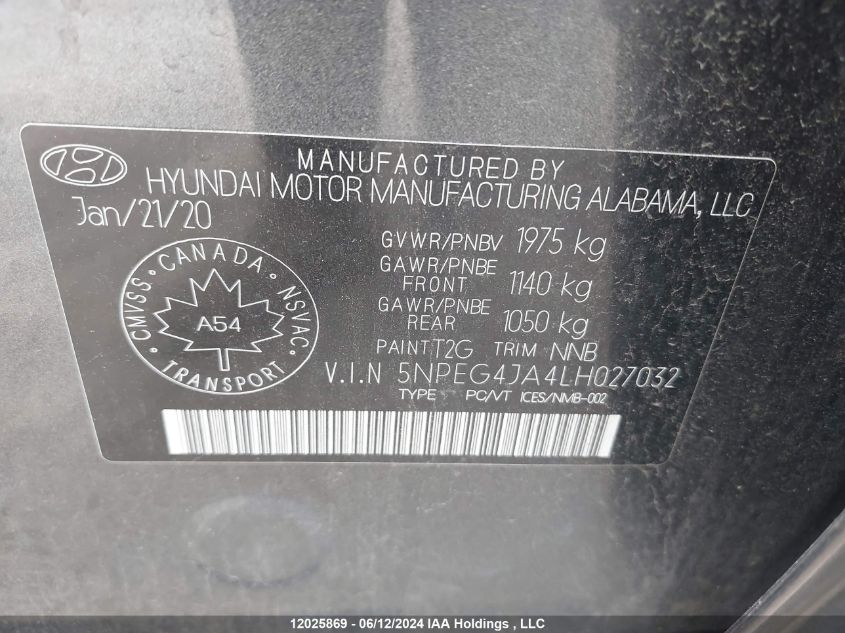 MANUFACTURED BY
HYUNDAI MOTOR MANUFACTURING ALABAMA, LLC
Jan/21/20
GVWR/PNBV 1975 kg
GAWR/PNBE
FRONT 1140 kg
GAWR/PNBE
REAR 1050 kg
PAINT T2G TRIM NNB
CANADA
CMVSS NSVAC
A54
TRANSPORT
V.I.N 5NPEG4JA4LH027032
TYPE PC/VT ICES/NMB-002
12025869 - 06/12/2024 IAA Holdings , LLC